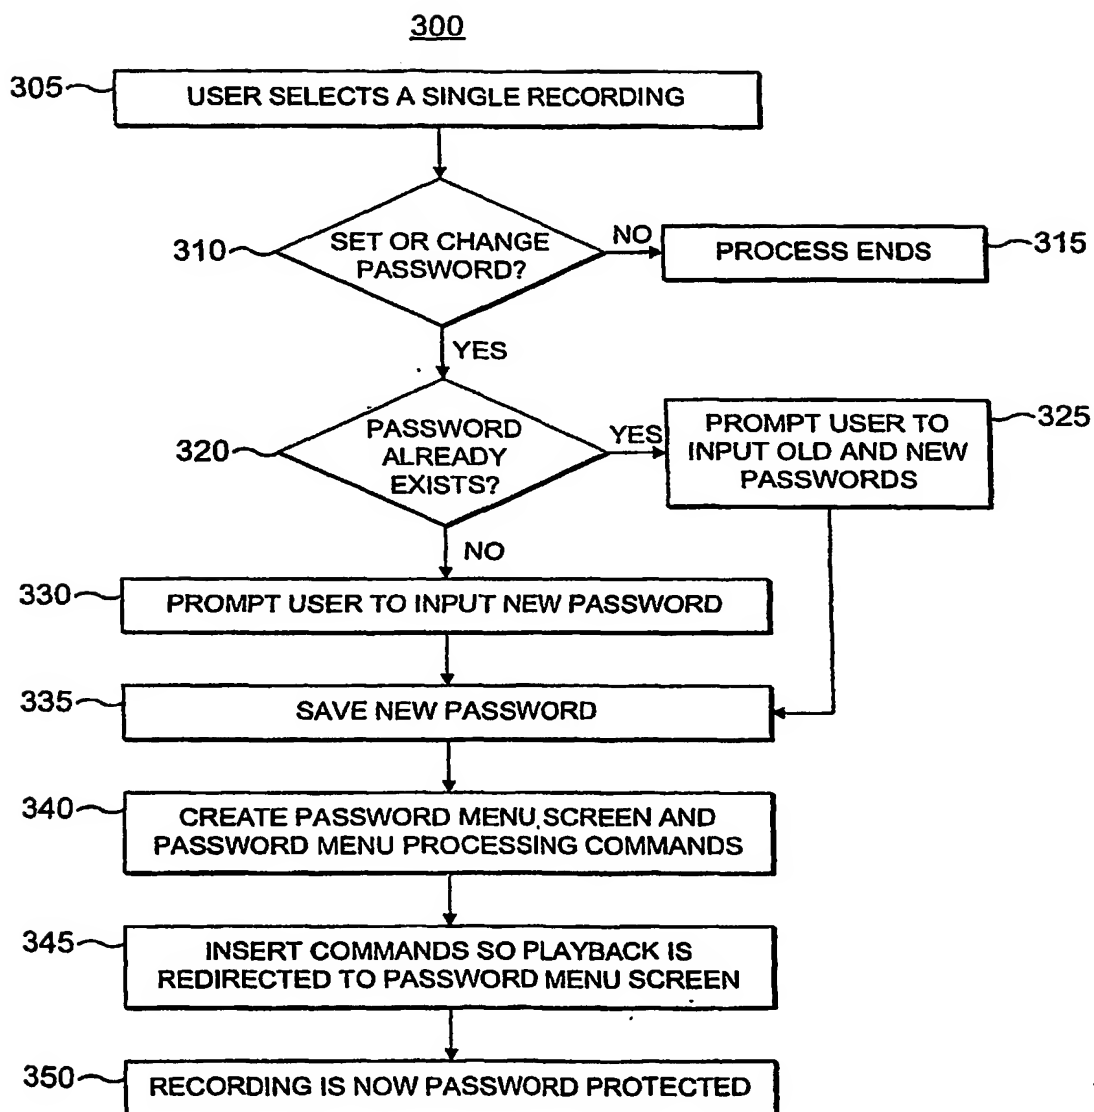 300
305
USER SELECTS A SINGLE RECORDING
310
SET OR CHANGE
PASSWORD?
NO
PROCESS ENDS
315
YES
320
PASSWORD
ALREADY
EXISTS?
YES
PROMPT USER TO
INPUT OLD AND NEW
PASSWORDS
325
NO
330
PROMPT USER TO INPUT NEW PASSWORD
335
SAVE NEW PASSWORD
340
CREATE PASSWORD MENU SCREEN AND
PASSWORD MENU PROCESSING COMMANDS
345
INSERT COMMANDS SO PLAYBACK IS
REDIRECTED TO PASSWORD MENU SCREEN
350
RECORDING IS NOW PASSWORD PROTECTED